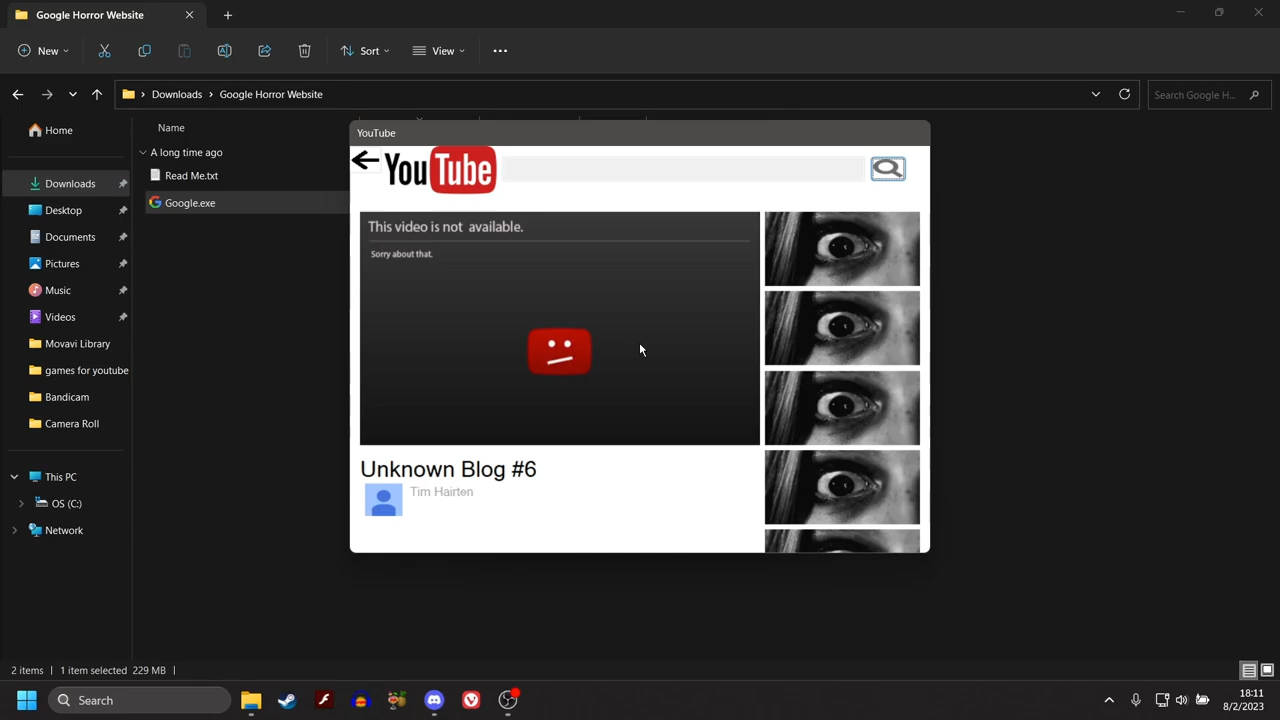 Google Horror Website
New
Sort
View
Downloads > Google Horror Website
Search Google H...
Home
Name
A long time ago
Read Me.txt
Google.exe
Downloads
Desktop
Documents
Pictures
Music
Videos
Movavi Library
games for youtube
Bandicam
Camera Roll
This PC
OS (C:)
Network
YouTube
YouTube
This video is not available.
Sorry about that.
Unknown Blog #6
Tim Hairten
2 items
1 item selected 229 MB
Search
18:11
8/2/2023